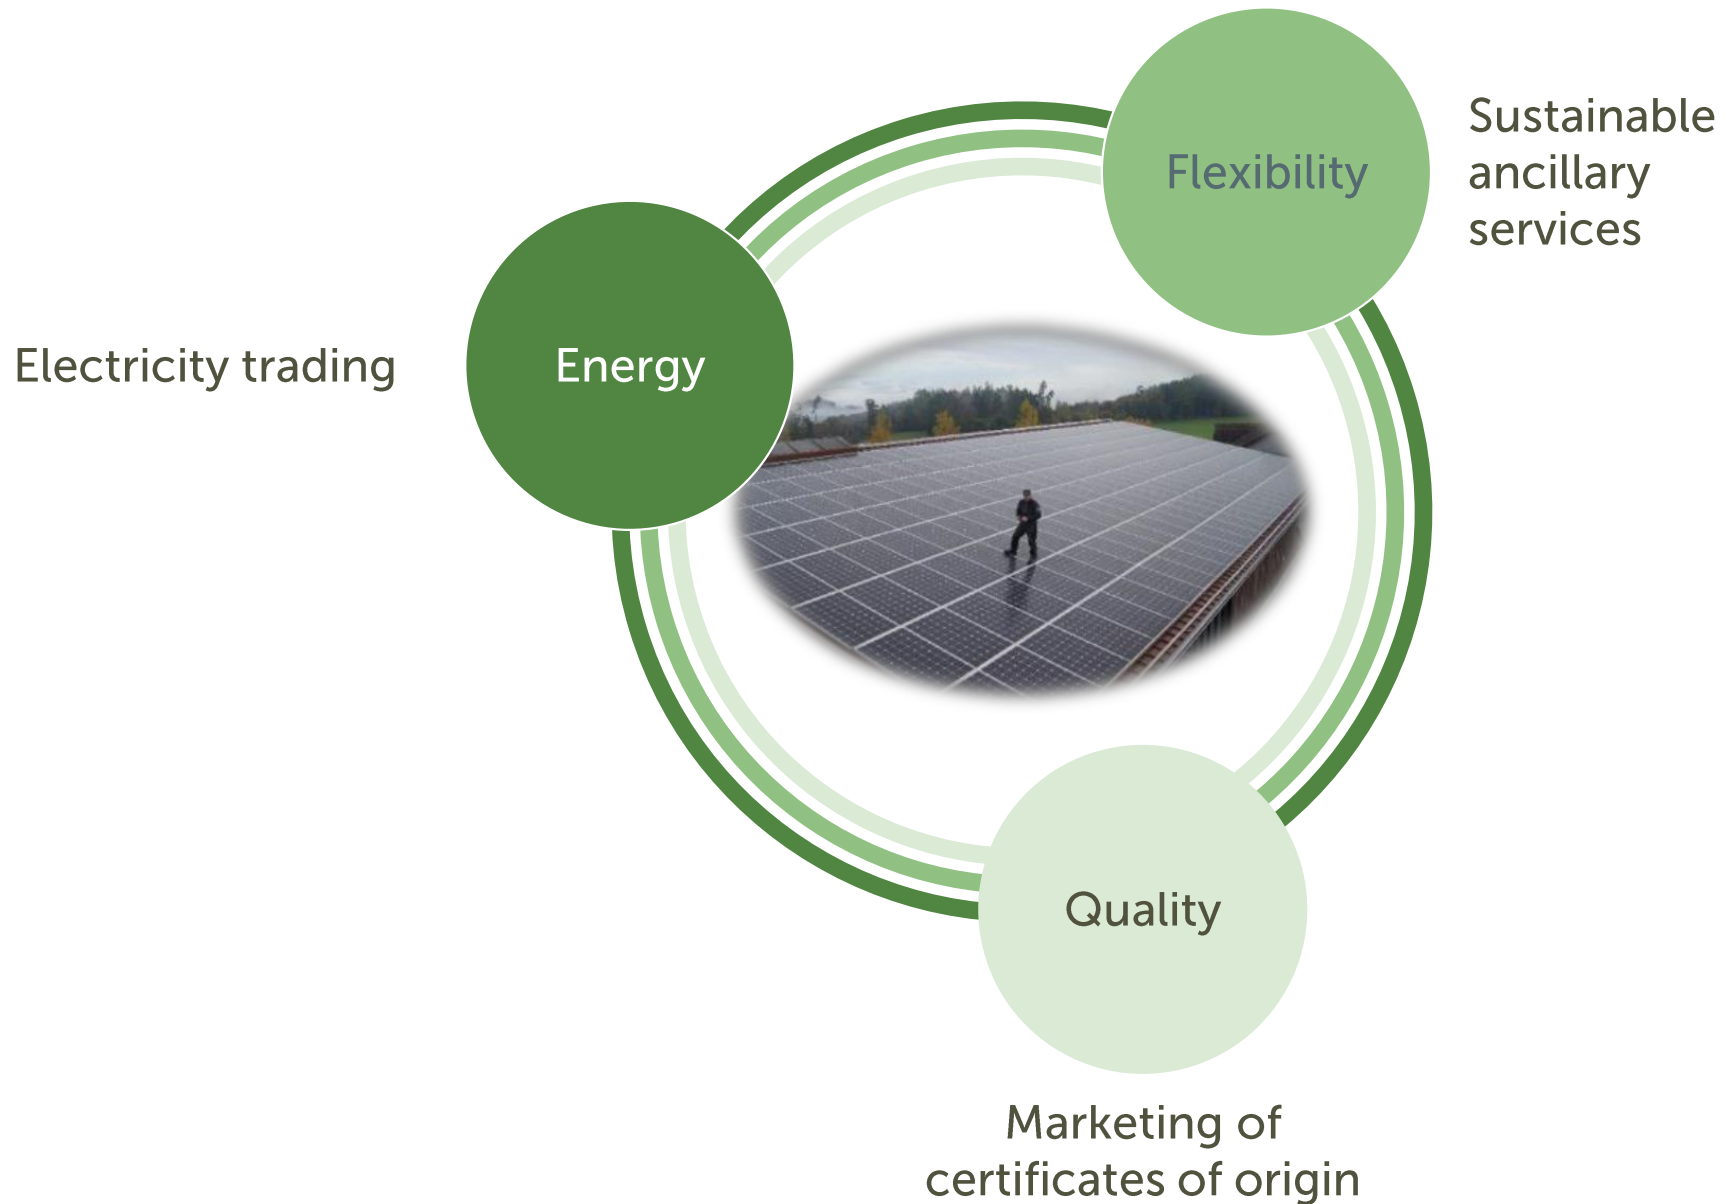 Flexibility
Sustainable
ancillary
services
Electricity trading
Energy
Quality
Marketing of
certificates of origin